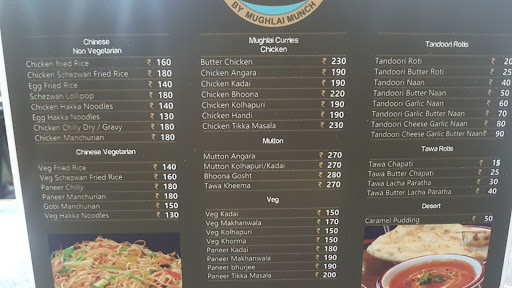 BY MUGHLAI MUNCH
Chinese
Non Vegetarian
Chicken fried Rice ₹ 160
Chicken Schezwan Fried Rice ₹ 180
Egg Fried Rice ₹ 140
Schezwan Lollipop ₹ 180
Chicken Hakka Noodles ₹ 140
Egg Hakka Noodles ₹ 130
Chicken Chilly Dry / Gravy ₹ 180
Chicken Manchurian ₹ 180
Chinese Vegetarian
Veg Fried Rice ₹ 140
Veg Schezwan Fried Rice ₹ 160
Paneer Chilly ₹ 180
Paneer Manchurian ₹ 180
Gobi Manchurian ₹ 150
Veg Hakka Noodles ₹ 130
Mughlai Curries
Chicken
Butter Chicken ₹ 230
Chicken Angara ₹ 190
Chicken Kadai ₹ 190
Chicken Bhoona ₹ 220
Chicken Kolhapuri ₹ 190
Chicken Handi ₹ 190
Chicken Tikka Masala ₹ 230
Mutton
Mutton Angara ₹ 270
Mutton Kolhapuri/Kadai ₹ 270
Bhoona Gosht ₹ 280
Tawa Kheema ₹ 270
Veg
Veg Kadai ₹ 150
Veg Makhanwala ₹ 170
Veg Kolhapuri ₹ 150
Veg Khorma ₹ 150
Paneer Kadai ₹ 180
Paneer Makhanwala ₹ 190
Paneer bhurjee ₹ 190
Paneer Tikka Masala ₹ 200
Tandoori Rotis
Tandoori Roti ₹ 20
Tandoori Butter Roti ₹ 25
Tandoori Naan ₹ 40
Tandoori Butter Naan ₹ 50
Tandoori Garlic Naan ₹ 60
Tandoori Butter Garlic Naan ₹ 70
Tandoori Cheese Garlic Naan ₹ 80
Tandoori Cheese Garlic Butter Naan ₹ 90
Tawa Rotis
Tawa Chapati ₹ 15
Tawa Butter Chapati ₹ 25
Tawa Lacha Paratha ₹ 30
Tawa Butter Lacha Paratha ₹ 40
Desert
Caramel Pudding ₹ 50